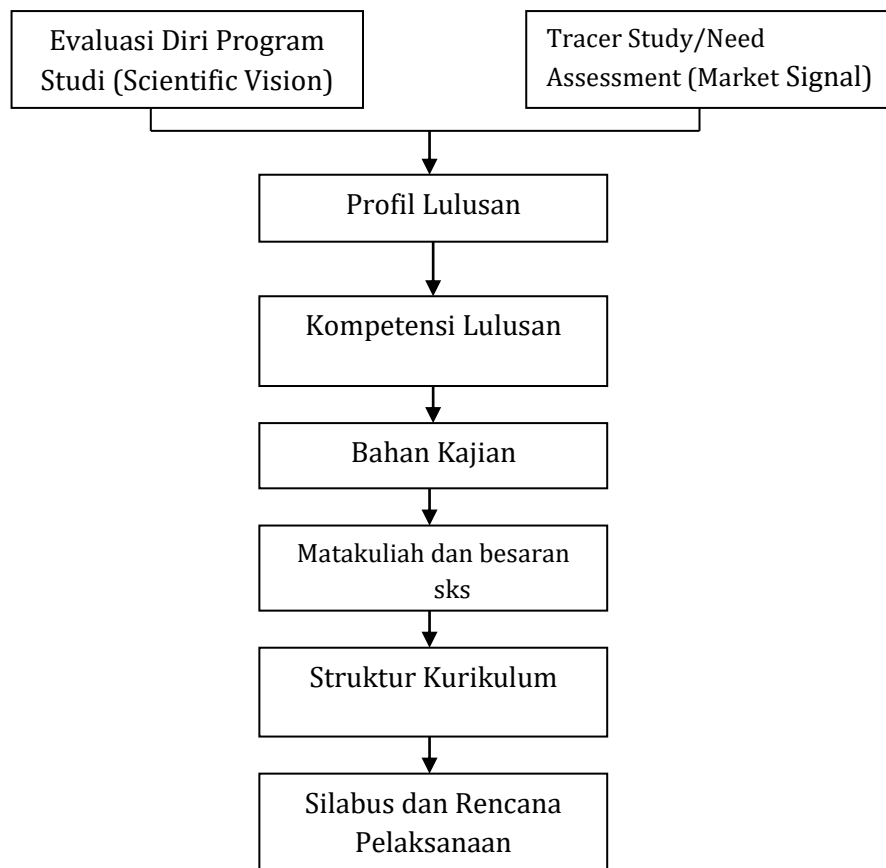 Evaluasi Diri Program
Studi (Scientific Vision)
Tracer Study/Need
Assessment (Market Signal)
Profil Lulusan
Kompetensi Lulusan
Bahan Kajian
Matakuliah dan besaran
sks
Struktur Kurikulum
Silabus dan Rencana
Pelaksanaan